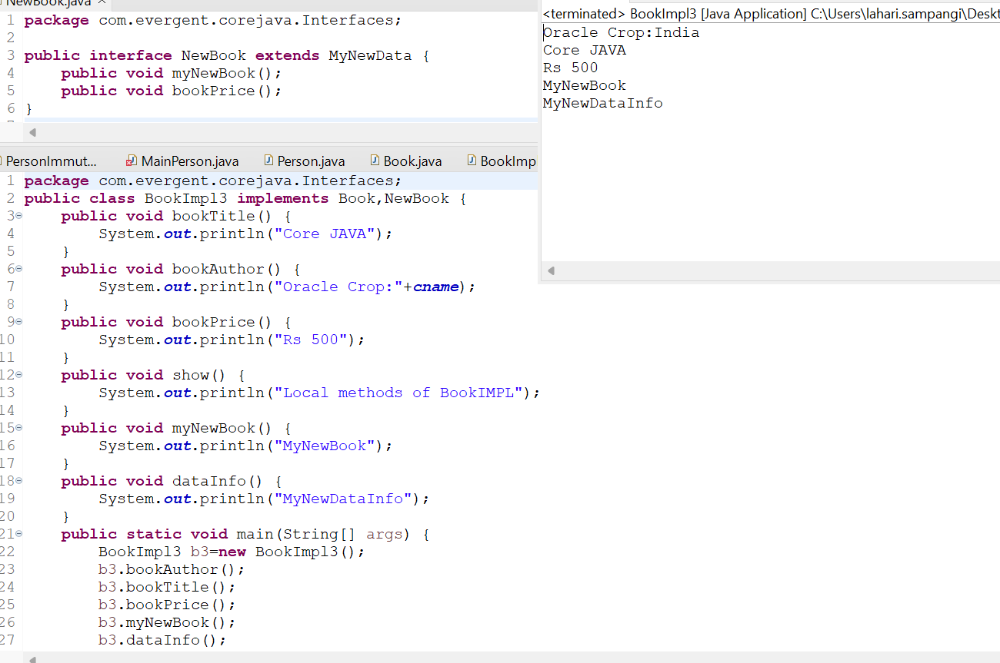 NewBook.java
1 package com.evergent.corejava.Interfaces;
2
3 public interface NewBook extends MyNewData {
4 public void myNewBook();
5 public void bookPrice();
6 }
<terminated> BookImpl3 [Java Application] C:\Users\lahari.sampangi\Deskt
Oracle Crop:India
Core JAVA
Rs 500
MyNewBook
MyNewDataInfo
PersonImmut... MainPerson.java Person.java Book.java BookImp
1 package com.evergent.corejava.Interfaces;
2 public class BookImpl3 implements Book,NewBook {
3 public void bookTitle() {
4 System.out.println("Core JAVA");
5 }
6 public void bookAuthor() {
7 System.out.println("Oracle Crop:"+cname);
8 }
9 public void bookPrice() {
10 System.out.println("Rs 500");
11 }
12 public void show() {
13 System.out.println("Local methods of BookIMPL");
14 }
15 public void myNewBook() {
16 System.out.println("MyNewBook");
17 }
18 public void dataInfo() {
19 System.out.println("MyNewDataInfo");
20 }
21 public static void main(String[] args) {
22 BookImpl3 b3=new BookImpl3();
23 b3.bookAuthor();
24 b3.bookTitle();
25 b3.bookPrice();
26 b3.myNewBook();
27 b3.dataInfo();